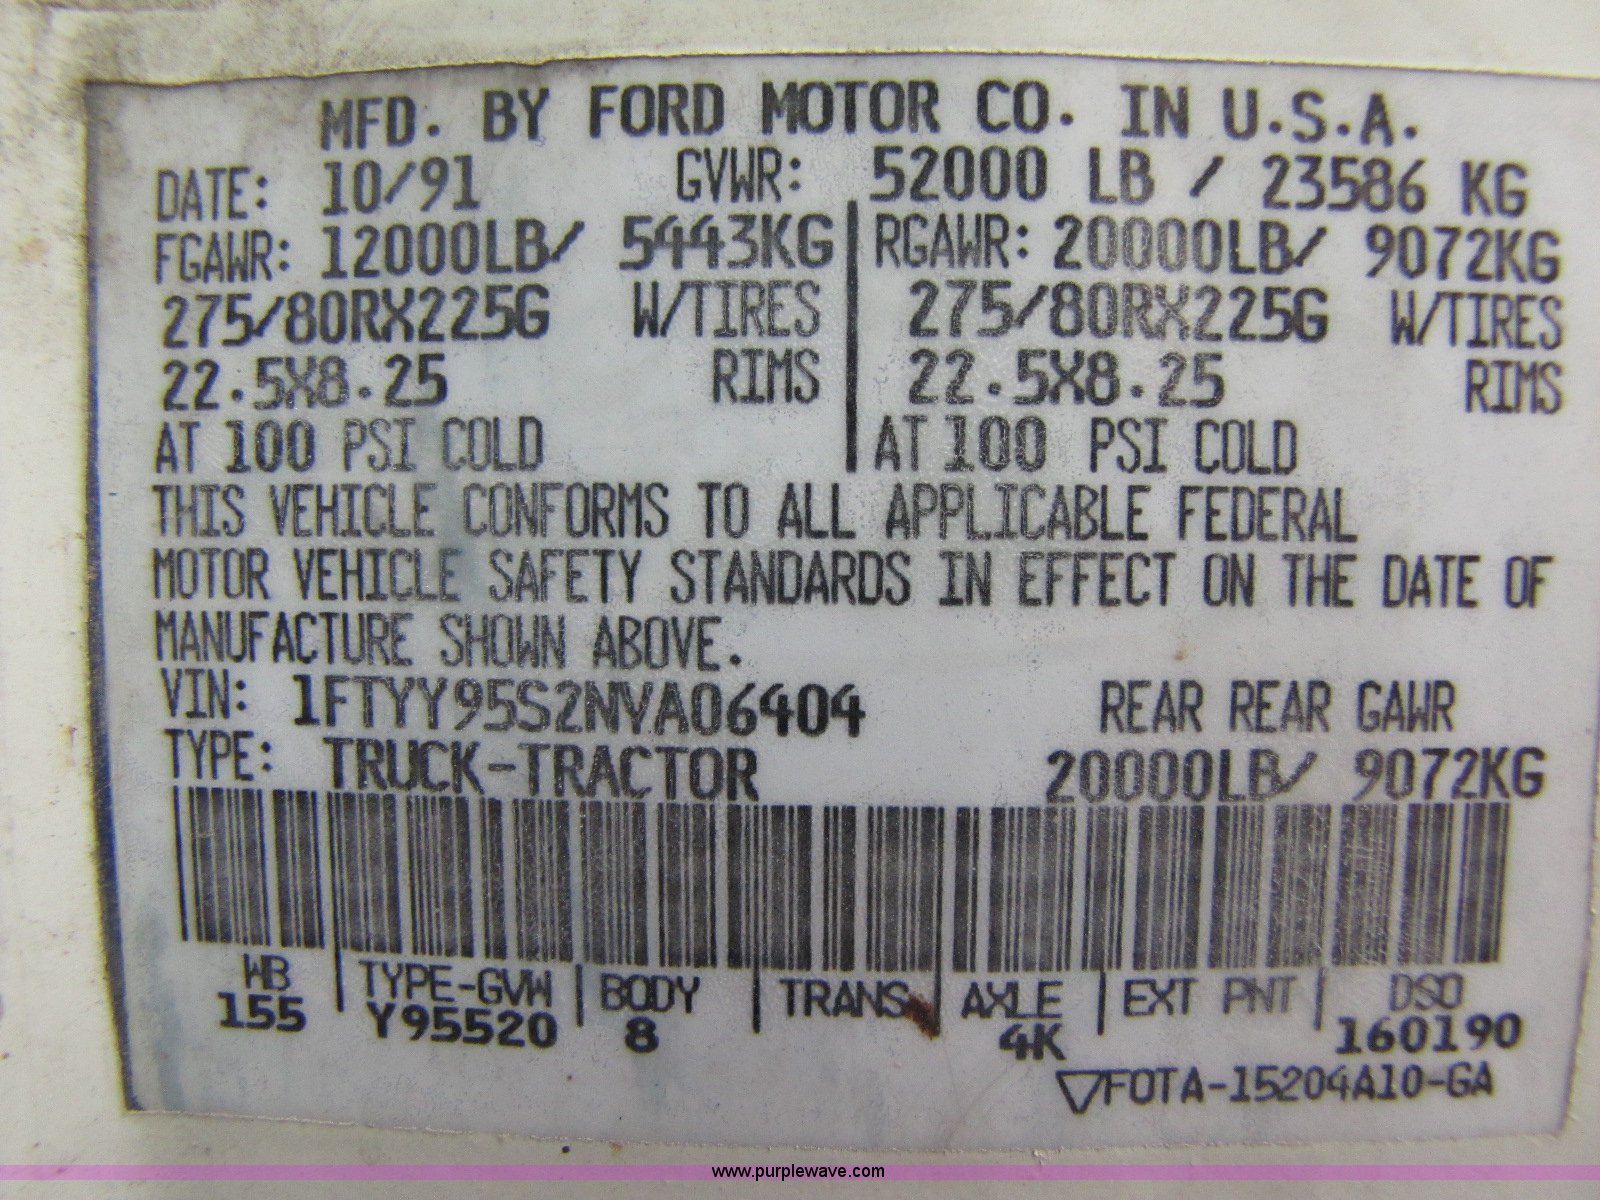 MFD. BY FORD MOTOR CO. IN U.S.A.
DATE: 10/91 GVWR: 52000 LB / 23586 KG
FGAWR: 12000LB/ 5443KG RGAWR: 20000LB/ 9072KG
275/80RX225G W/TIRES 275/80RX225G W/TIRES
22.5X8.25 RIMS 22.5X8.25 RIMS
AT 100 PSI COLD AT 100 PSI COLD
THIS VEHICLE CONFORMS TO ALL APPLICABLE FEDERAL
MOTOR VEHICLE SAFETY STANDARDS IN EFFECT ON THE DATE OF
MANUFACTURE SHOWN ABOVE.
VIN: 1FTYY95S2NVA06404 REAR REAR GAWR
TYPE: TRUCK-TRACTOR 20000LB/ 9072KG
WB TYPE-GVW BODY TRANS AXLE EXT PNT DSO
155 Y95520 8 4K 160190
FOTA-15204A10-GA
www.purplewave.com